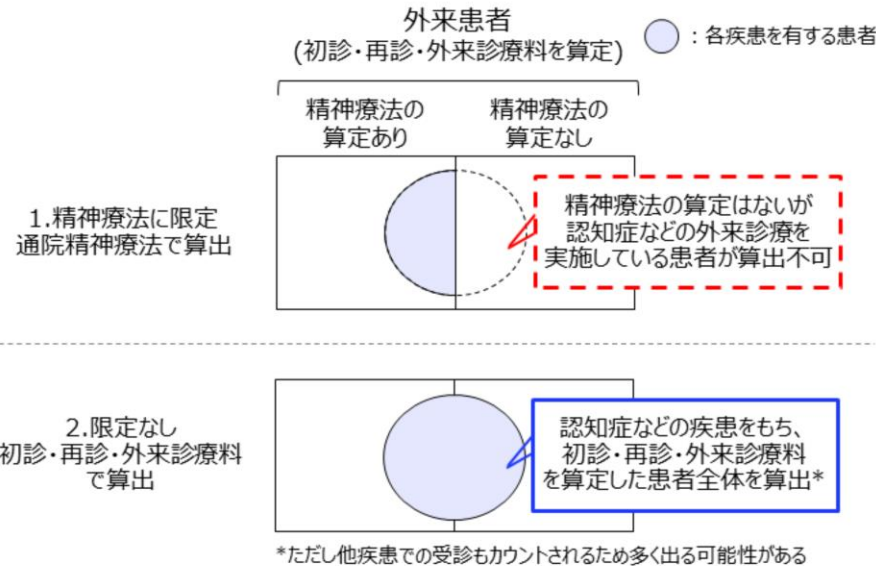 外来患者
(初診・再診・外来診療料を算定)
：各疾患を有する患者
精神療法の
算定あり
精神療法の
算定なし
1.精神療法に限定
通院精神療法で算出
精神療法の算定はないが
認知症などの外来診療を
実施している患者が算出不可
2.限定なし
初診・再診・外来診療料
で算出
認知症などの疾患をもち、
初診・再診・外来診療料
を算定した患者全体を算出*
*ただし他疾患での受診もカウントされるため多く出る可能性がある